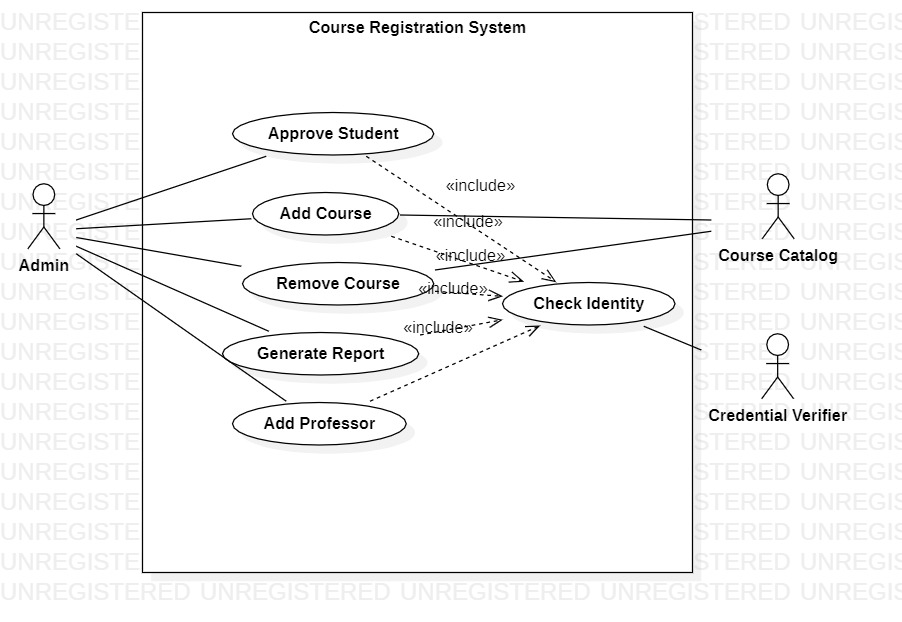 Course Registration System
Approve Student
«include»
Add Course
«include»
«include»
Remove Course
«include»
Check Identity
«include»
Generate Report
Add Professor
Admin
Course Catalog
Credential Verifier
UNREGISTERED UNREGISTERED UNREGISTERED UNREGISTERED UNREGIS